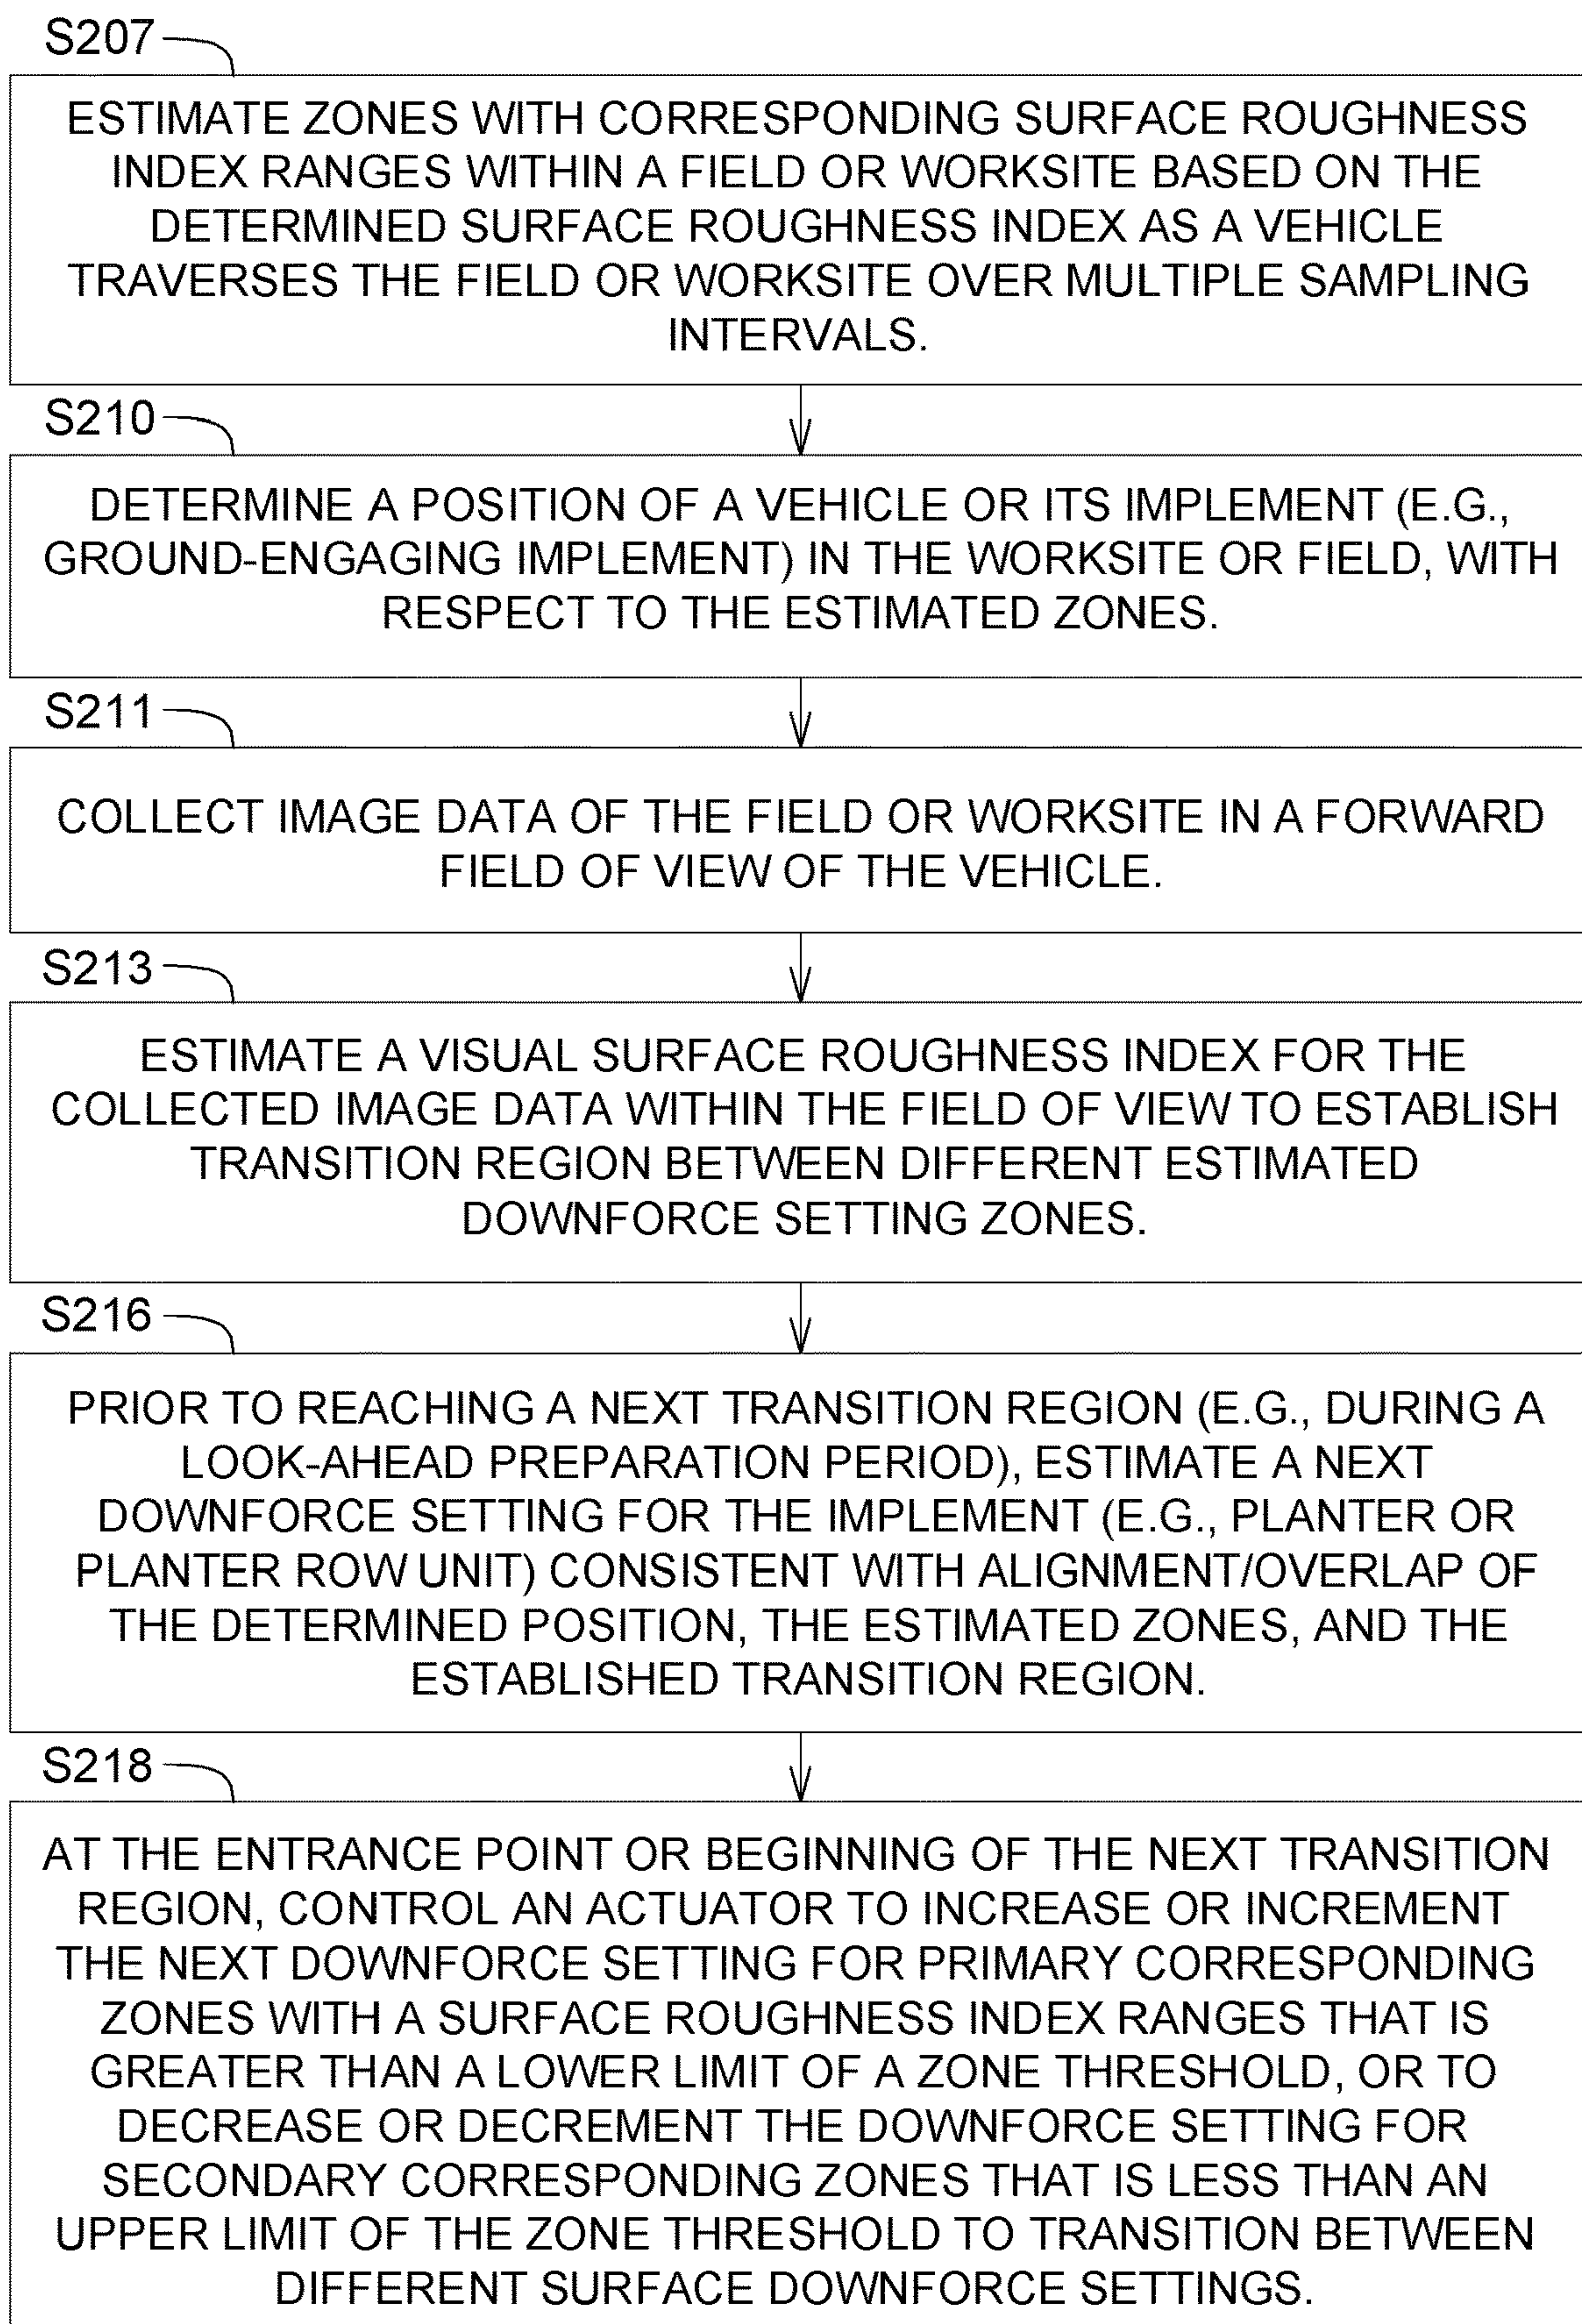 S207
ESTIMATE ZONES WITH CORRESPONDING SURFACE ROUGHNESS
INDEX RANGES WITHIN A FIELD OR WORKSITE BASED ON THE
DETERMINED SURFACE ROUGHNESS INDEX AS A VEHICLE
TRAVERSES THE FIELD OR WORKSITE OVER MULTIPLE SAMPLING
INTERVALS.
S210
DETERMINE A POSITION OF A VEHICLE OR ITS IMPLEMENT (E.G.,
GROUND-ENGAGING IMPLEMENT) IN THE WORKSITE OR FIELD, WITH
RESPECT TO THE ESTIMATED ZONES.
S211
COLLECT IMAGE DATA OF THE FIELD OR WORKSITE IN A FORWARD
FIELD OF VIEW OF THE VEHICLE.
S213
ESTIMATE A VISUAL SURFACE ROUGHNESS INDEX FOR THE
COLLECTED IMAGE DATA WITHIN THE FIELD OF VIEW TO ESTABLISH
TRANSITION REGION BETWEEN DIFFERENT ESTIMATED
DOWNFORCE SETTING ZONES.
S216
PRIOR TO REACHING A NEXT TRANSITION REGION (E.G., DURING A
LOOK-AHEAD PREPARATION PERIOD), ESTIMATE A NEXT
DOWNFORCE SETTING FOR THE IMPLEMENT (E.G., PLANTER OR
PLANTER ROW UNIT) CONSISTENT WITH ALIGNMENT/OVERLAP OF
THE DETERMINED POSITION, THE ESTIMATED ZONES, AND THE
ESTABLISHED TRANSITION REGION.
S218
AT THE ENTRANCE POINT OR BEGINNING OF THE NEXT TRANSITION
REGION, CONTROL AN ACTUATOR TO INCREASE OR INCREMENT
THE NEXT DOWNFORCE SETTING FOR PRIMARY CORRESPONDING
ZONES WITH A SURFACE ROUGHNESS INDEX RANGES THAT IS
GREATER THAN A LOWER LIMIT OF A ZONE THRESHOLD, OR TO
DECREASE OR DECREMENT THE DOWNFORCE SETTING FOR
SECONDARY CORRESPONDING ZONES THAT IS LESS THAN AN
UPPER LIMIT OF THE ZONE THRESHOLD TO TRANSITION BETWEEN
DIFFERENT SURFACE DOWNFORCE SETTINGS.